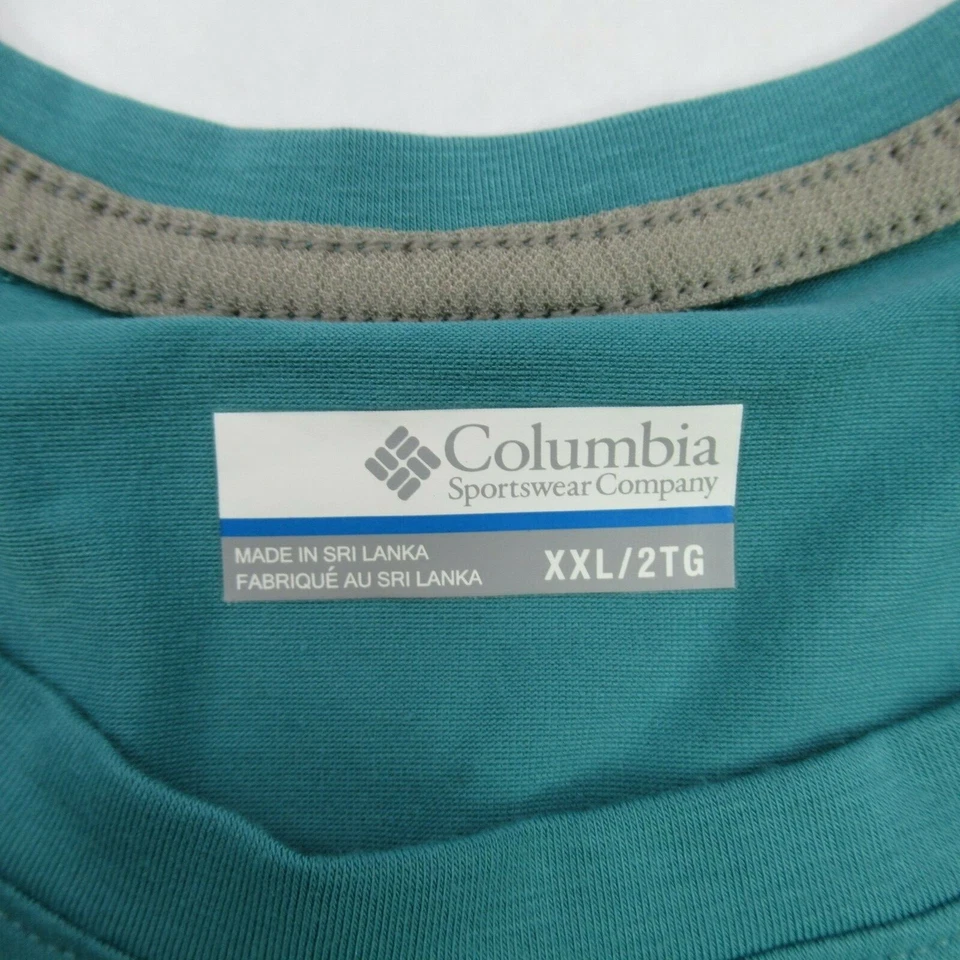 Columbia
Sportswear Company
MADE IN SRI LANKA
FABRIQUÉ AU SRI LANKA
XXL/2TG